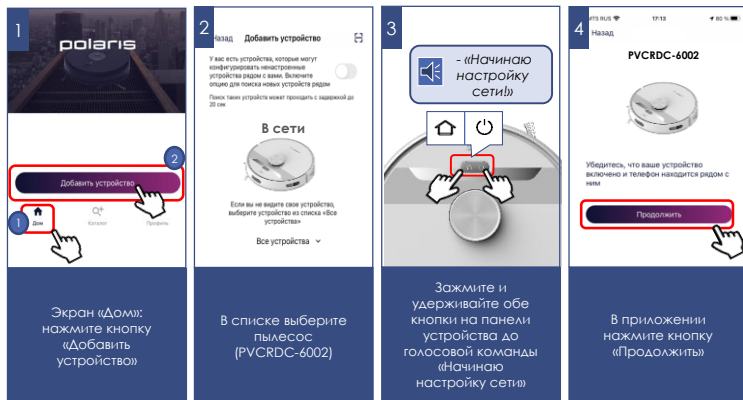 1
polaris
2
Добавить устройство
1
Дом
Каталог
Профиль
Экран «Дом»:
нажмите кнопку
«Добавить
устройство»
2
Назад
Добавить устройство
У вас есть устройства, которые могут
конфигурировать ненастроенные
устройства рядом с вами. Включите
опцию для поиска новых устройств рядом
Поиск таких устройств может проходить с задержкой до
20 сек
В сети
Если вы не видите свое устройство,
выберите устройство из списка «Все
устройства»
Все устройства
В списке выберите
пылесос
(PVCRDC-6002)
3
- «Начинаю
настройку
сети!»
Зажмите и
удерживайте обе
кнопки на панели
устройства до
голосовой команды
«Начинаю
настройку сети»
4
MTS RUS
17:13
80 %
Назад
PVCRDC-6002
Убедитесь, что ваше устройство
включено и телефон находится рядом с
ним
Продолжить
В приложении
нажмите кнопку
«Продолжить»